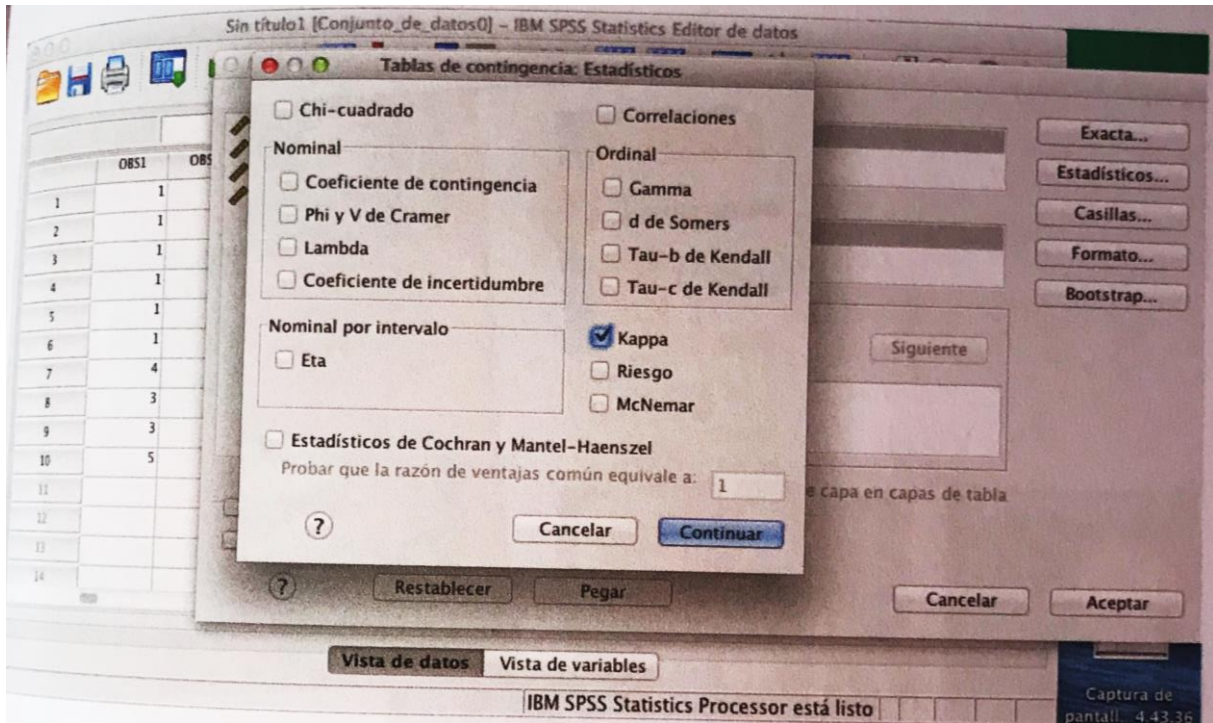 Sin título1 [Conjunto_de_datos0] – IBM SPSS Statistics Editor de datos
Tablas de contingencia: Estadísticos
Chi-cuadrado
Correlaciones
Nominal
Coeficiente de contingencia
Phi y V de Cramer
Lambda
Coeficiente de incertidumbre
Ordinal
Gamma
d de Somers
Tau-b de Kendall
Tau-c de Kendall
Nominal por intervalo
Eta
Kappa
Riesgo
McNemar
Estadísticos de Cochran y Mantel-Haenszel
Probar que la razón de ventajas común equivale a: 1
?
Cancelar
Continuar
Exacta...
Estadísticos...
Casillas...
Formato...
Bootstrap...
Siguiente
e capa en capas de tabla
?
Restablecer
Pegar
Cancelar
Aceptar
OBS1 OBS
1 1
2 1
3 1
4 1
5 1
6 1
7 4
8 3
9 3
10 5
11
12
13
14
Vista de datos
Vista de variables
IBM SPSS Statistics Processor está listo
Captura de
pantall... 4.43.36